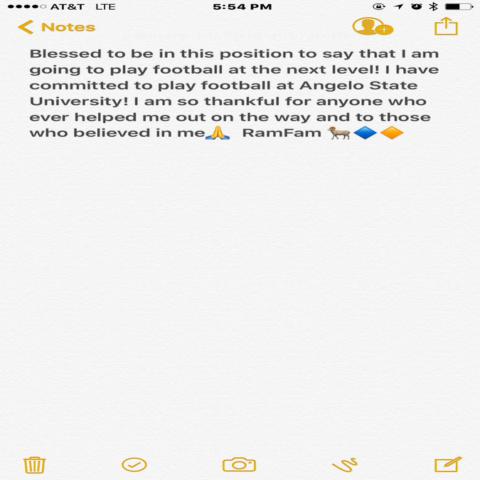 AT&T LTE 5:54 PM
Notes
Blessed to be in this position to say that I am
going to play football at the next level! I have
committed to play football at Angelo State
University! I am so thankful for anyone who
ever helped me out on the way and to those
who believed in me🙏 RamFam 🐏🔷🔶